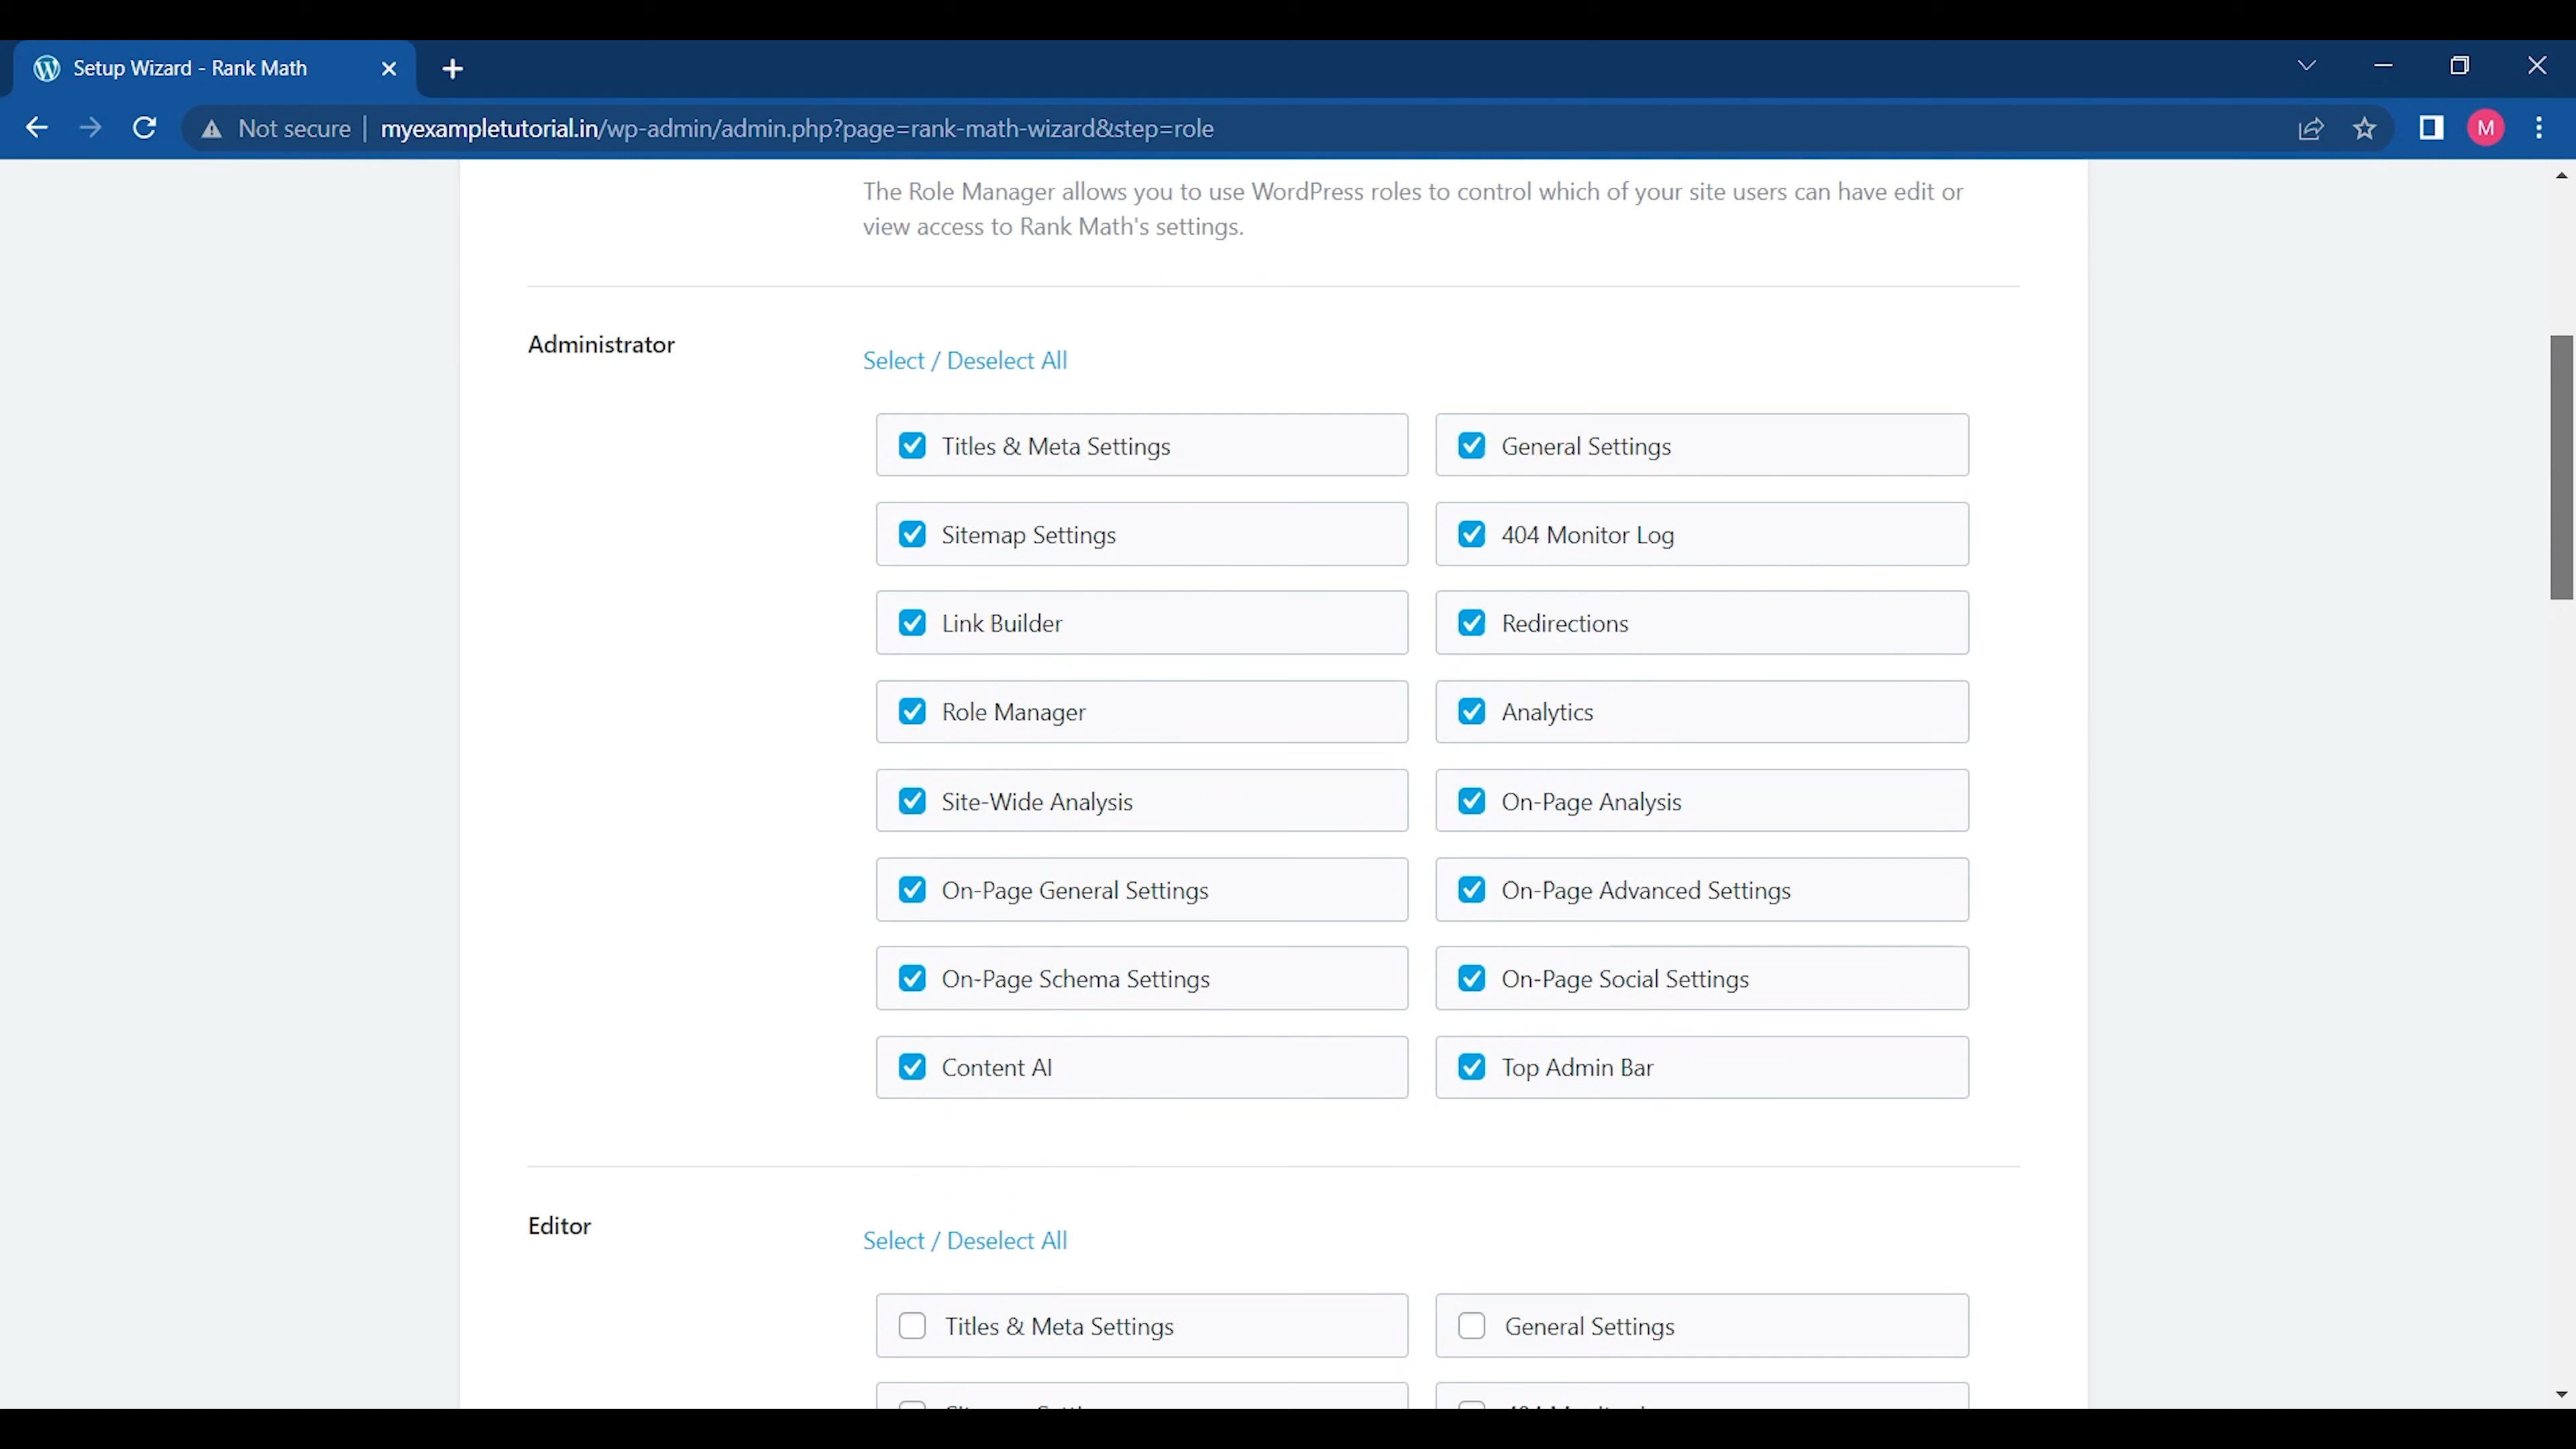 Setup Wizard - Rank Math
Not secure myexampletutorial.in/wp-admin/admin.php?page=rank-math-wizard&step=role
M
The Role Manager allows you to use WordPress roles to control which of your site users can have edit or
view access to Rank Math's settings.
Administrator
Select / Deselect All
Titles & Meta Settings
General Settings
Sitemap Settings
404 Monitor Log
Link Builder
Redirections
Role Manager
Analytics
Site-Wide Analysis
On-Page Analysis
On-Page General Settings
On-Page Advanced Settings
On-Page Schema Settings
On-Page Social Settings
Content AI
Top Admin Bar
Editor
Select / Deselect All
Titles & Meta Settings
General Settings